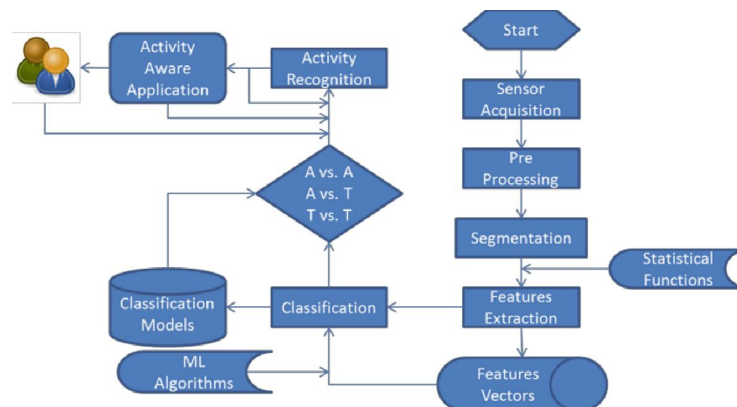 Start
Sensor
Acquisition
Pre
Processing
Segmentation
Statistical
Functions
Features
Extraction
Features
Vectors
Classification
ML
Algorithms
Classification
Models
A vs. A
A vs. T
T vs. T
Activity
Recognition
Activity
Aware
Application